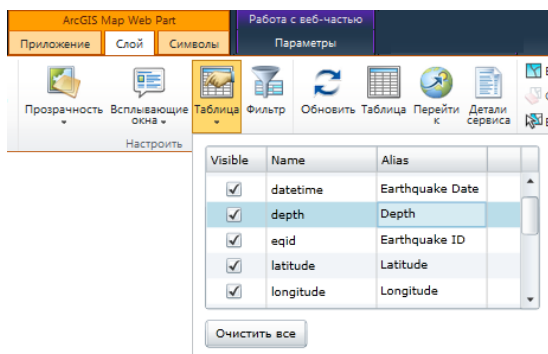 ArcGIS Map Web Part
Работа с веб-частью
Приложение Слой Символы Параметры
Прозрачность Всплывающие окна Таблица Фильтр Обновить Таблица Перейти к Детали сервиса
Настроить
Visible Name Alias
datetime Earthquake Date
depth Depth
eqid Earthquake ID
latitude Latitude
longitude Longitude
Очистить все